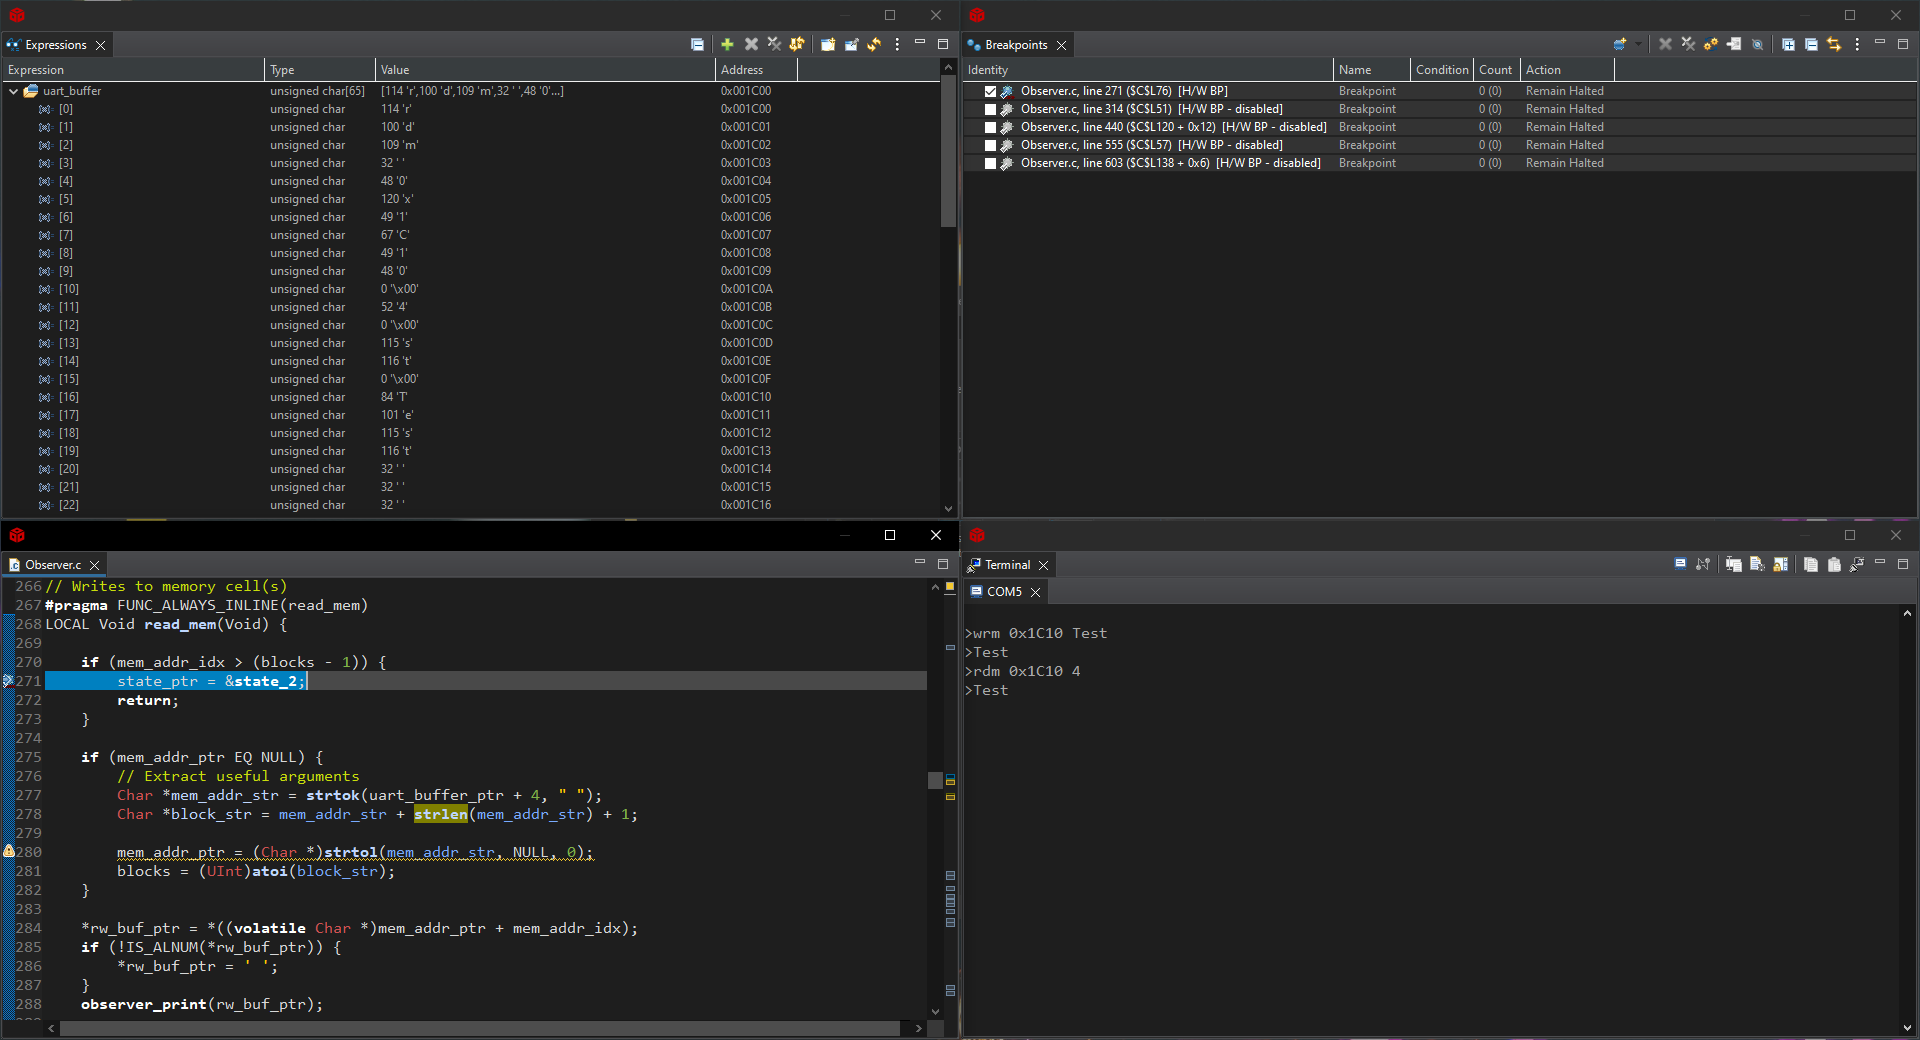 Expressions
Expression Type Value Address
uart_buffer unsigned char[65] [114 'r',100 'd',109 'm',32 ' ',48 '0'...] 0x001C00
[0] unsigned char 114 'r' 0x001C00
[1] unsigned char 100 'd' 0x001C01
[2] unsigned char 109 'm' 0x001C02
[3] unsigned char 32 ' ' 0x001C03
[4] unsigned char 48 '0' 0x001C04
[5] unsigned char 120 'x' 0x001C05
[6] unsigned char 49 '1' 0x001C06
[7] unsigned char 67 'C' 0x001C07
[8] unsigned char 49 '1' 0x001C08
[9] unsigned char 48 '0' 0x001C09
[10] unsigned char 0 '\x00' 0x001C0A
[11] unsigned char 52 '4' 0x001C0B
[12] unsigned char 0 '\x00' 0x001C0C
[13] unsigned char 115 's' 0x001C0D
[14] unsigned char 116 't' 0x001C0E
[15] unsigned char 0 '\x00' 0x001C0F
[16] unsigned char 84 'T' 0x001C10
[17] unsigned char 101 'e' 0x001C11
[18] unsigned char 115 's' 0x001C12
[19] unsigned char 116 't' 0x001C13
[20] unsigned char 32 ' ' 0x001C14
[21] unsigned char 32 ' ' 0x001C15
[22] unsigned char 32 ' ' 0x001C16
Breakpoints
Identity Name Condition Count Action
Observer.c, line 271 ($C$L76) [H/W BP] Breakpoint 0 (0) Remain Halted
Observer.c, line 314 ($C$L51) [H/W BP - disabled] Breakpoint 0 (0) Remain Halted
Observer.c, line 440 ($C$L120 + 0x12) [H/W BP - disabled] Breakpoint 0 (0) Remain Halted
Observer.c, line 555 ($C$L57) [H/W BP - disabled] Breakpoint 0 (0) Remain Halted
Observer.c, line 603 ($C$L138 + 0x6) [H/W BP - disabled] Breakpoint 0 (0) Remain Halted
Observer.c
266 // Writes to memory cell(s)
267 #pragma FUNC_ALWAYS_INLINE(read_mem)
268 LOCAL Void read_mem(Void) {
269
270 if (mem_addr_idx > (blocks - 1)) {
271 state_ptr = &state_2;
272 return;
273 }
274
275 if (mem_addr_ptr EQ NULL) {
276 // Extract useful arguments
277 Char *mem_addr_str = strtok(uart_buffer_ptr + 4, " ");
278 Char *block_str = mem_addr_str + strlen(mem_addr_str) + 1;
279
280 mem_addr_ptr = (Char *)strtol(mem_addr_str, NULL, 0);
281 blocks = (UInt)atoi(block_str);
282 }
283
284 *rw_buf_ptr = *((volatile Char *)mem_addr_ptr + mem_addr_idx);
285 if (!IS_ALNUM(*rw_buf_ptr)) {
286 *rw_buf_ptr = ' ';
287 }
288 observer_print(rw_buf_ptr);
Terminal
COM5
>wrm 0x1C10 Test
>Test
>rdm 0x1C10 4
>Test